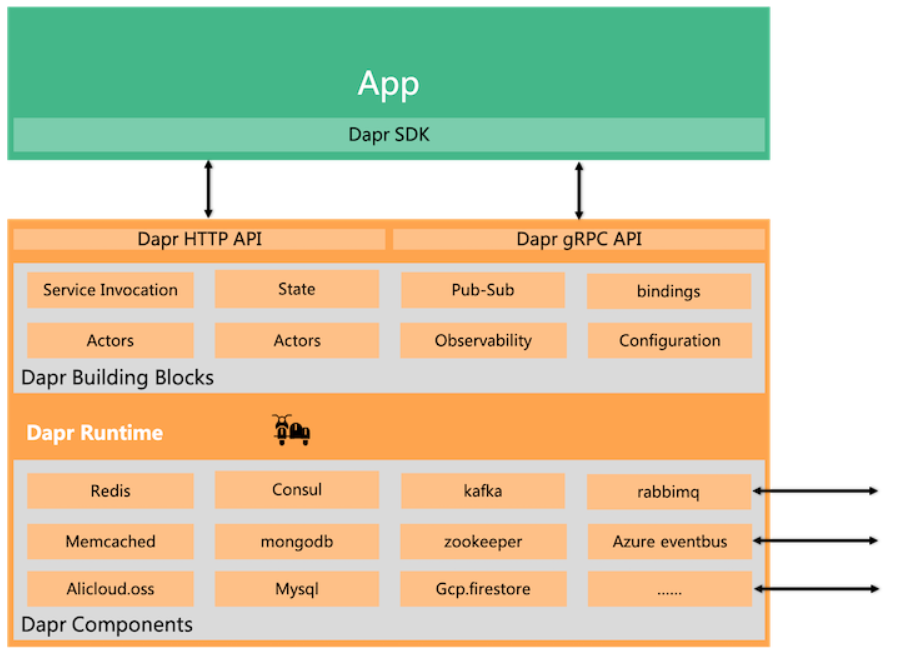 App
Dapr SDK
Dapr HTTP API
Dapr gRPC API
Service Invocation
State
Pub-Sub
bindings
Actors
Actors
Observability
Configuration
Dapr Building Blocks
Dapr Runtime
Redis
Consul
kafka
rabbimq
Memcached
mongodb
zookeeper
Azure eventbus
Alicloud.oss
Mysql
Gcp.firestore
......
Dapr Components